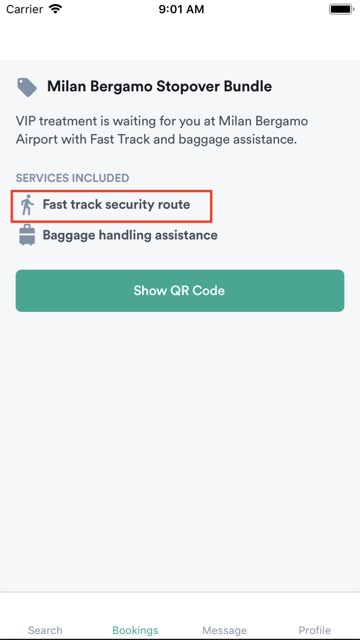 Carrier 9:01 AM
Milan Bergamo Stopover Bundle
VIP treatment is waiting for you at Milan Bergamo
Airport with Fast Track and baggage assistance.
SERVICES INCLUDED
Fast track security route
Baggage handling assistance
Show QR Code
Search Bookings Message Profile